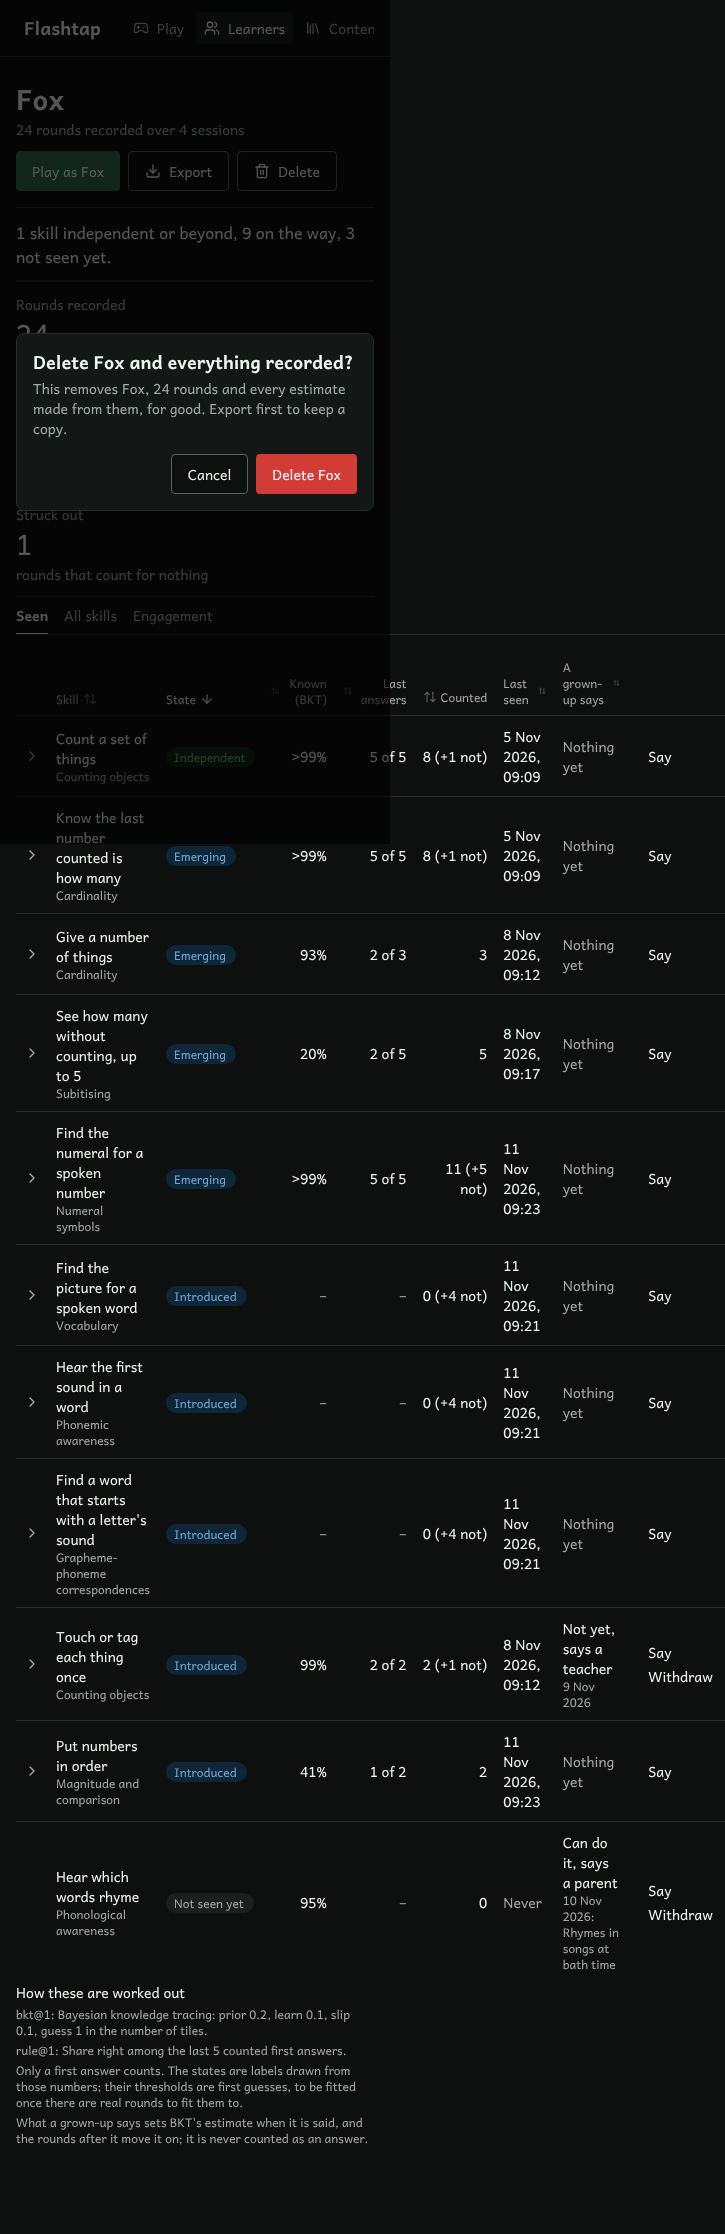 Flashtap Play Learners Conten
Fox
24 rounds recorded over 4 sessions
Play as Fox Export Delete
1 skill independent or beyond, 9 on the way, 3
not seen yet.
Rounds recorded
24
Delete Fox and everything recorded?
This removes Fox, 24 rounds and every estimate
made from them, for good. Export first to keep a
copy.
Cancel Delete Fox
Struck out
1
rounds that count for nothing
Seen All skills Engagement
Skill State Known (BKT) Last answers Counted Last seen A grown-up says
Count a set of
things
Counting objects
Independent >99% 5 of 5 8 (+1 not)
5 Nov
2026,
09:09
Nothing
yet
Say
Know the last
number
counted is
how many
Cardinality
Emerging >99% 5 of 5 8 (+1 not)
5 Nov
2026,
09:09
Nothing
yet
Say
Give a number
of things
Cardinality
Emerging 93% 2 of 3 3
8 Nov
2026,
09:12
Nothing
yet
Say
See how many
without
counting, up
to 5
Subitising
Emerging 20% 2 of 5 5
8 Nov
2026,
09:17
Nothing
yet
Say
Find the
numeral for a
spoken
number
Numeral
symbols
Emerging >99% 5 of 5
11 (+5
not)
11
Nov
2026,
09:23
Nothing
yet
Say
Find the
picture for a
spoken word
Vocabulary
Introduced – – 0 (+4 not)
11
Nov
2026,
09:21
Nothing
yet
Say
Hear the first
sound in a
word
Phonemic
awareness
Introduced – – 0 (+4 not)
11
Nov
2026,
09:21
Nothing
yet
Say
Find a word
that starts
with a letter's
sound
Grapheme-
phoneme
correspondences
Introduced – – 0 (+4 not)
11
Nov
2026,
09:21
Nothing
yet
Say
Touch or tag
each thing
once
Counting objects
Introduced 99% 2 of 2 2 (+1 not)
8 Nov
2026,
09:12
Not yet,
says a
teacher
9 Nov
2026
Say
Withdraw
Put numbers
in order
Magnitude and
comparison
Introduced 41% 1 of 2 2
11
Nov
2026,
09:23
Nothing
yet
Say
Hear which
words rhyme
Phonological
awareness
Not seen yet 95% – 0 Never
Can do
it, says
a parent
10 Nov
2026:
Rhymes in
songs at
bath time
Say
Withdraw
How these are worked out
bkt@1: Bayesian knowledge tracing: prior 0.2, learn 0.1, slip
0.1, guess 1 in the number of tiles.
rule@1: Share right among the last 5 counted first answers.
Only a first answer counts. The states are labels drawn from
those numbers; their thresholds are first guesses, to be fitted
once there are real rounds to fit them to.
What a grown-up says sets BKT's estimate when it is said, and
the rounds after it move it on; it is never counted as an answer.